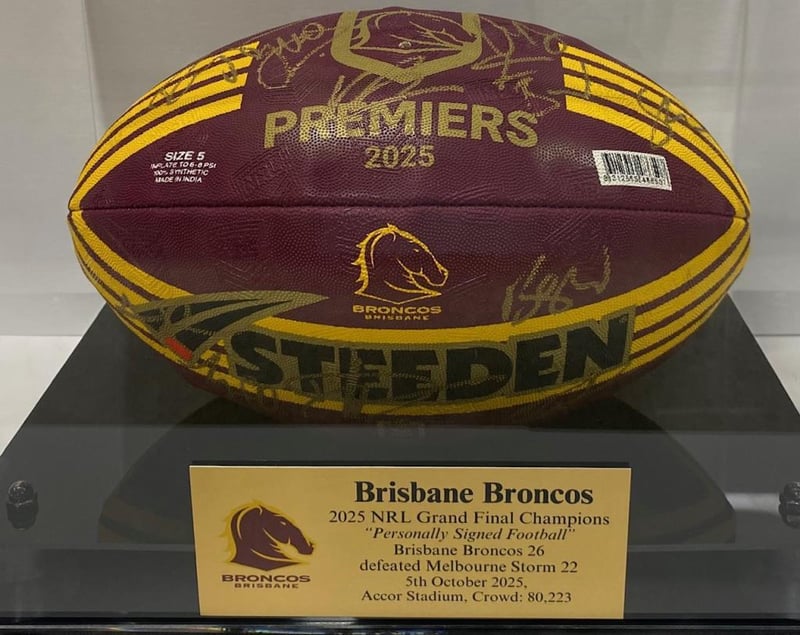 PREMIERS
2025
SIZE 5
INFLATE TO 6-8 PSI
100% SYNTHETIC
MADE IN INDIA
BRONCOS
BRISBANE
STEEDEN
Brisbane Broncos
2025 NRL Grand Final Champions
“Personally Signed Football”
Brisbane Broncos 26
defeated Melbourne Storm 22
5th October 2025,
Accor Stadium, Crowd: 80,223
BRONCOS
BRISBANE